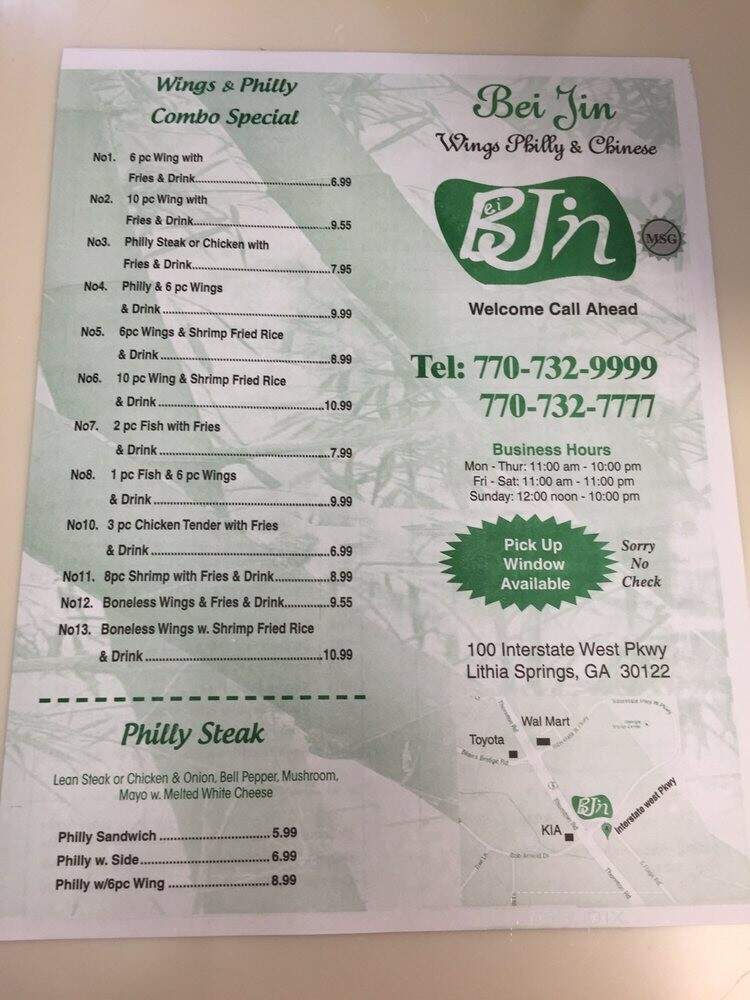 Wings & Philly
Combo Special
No1. 6 pc Wing with
Fries & Drink..........6.99
No2. 10 pc Wing with
Fries & Drink..........9.55
No3. Philly Steak or Chicken with
Fries & Drink..........7.95
No4. Philly & 6 pc Wings
& Drink..........9.99
No5. 6pc Wings & Shrimp Fried Rice
& Drink..........8.99
No6. 10 pc Wing & Shrimp Fried Rice
& Drink..........10.99
No7. 2 pc Fish with Fries
& Drink..........7.99
No8. 1 pc Fish & 6 pc Wings
& Drink..........9.99
No10. 3 pc Chicken Tender with Fries
& Drink..........6.99
No11. 8pc Shrimp with Fries & Drink..........8.99
No12. Boneless Wings & Fries & Drink..........9.55
No13. Boneless Wings w. Shrimp Fried Rice
& Drink..........10.99
Philly Steak
Lean Steak or Chicken & Onion, Bell Pepper, Mushroom,
Mayo w. Melted White Cheese
Philly Sandwich..........5.99
Philly w. Side..........6.99
Philly w/6pc Wing..........8.99
Bei Jin
Wings Philly & Chinese
Bei Jin
MSG
Welcome Call Ahead
Tel: 770-732-9999
770-732-7777
Business Hours
Mon - Thur: 11:00 am - 10:00 pm
Fri - Sat: 11:00 am - 11:00 pm
Sunday: 12:00 noon - 10:00 pm
Pick Up
Window
Available
Sorry
No
Check
100 Interstate West Pkwy
Lithia Springs, GA 30122
Wal Mart
Toyota
BJin
Interstate west Pkwy
KIA
Bob Arnold Dr
Thornton Rd